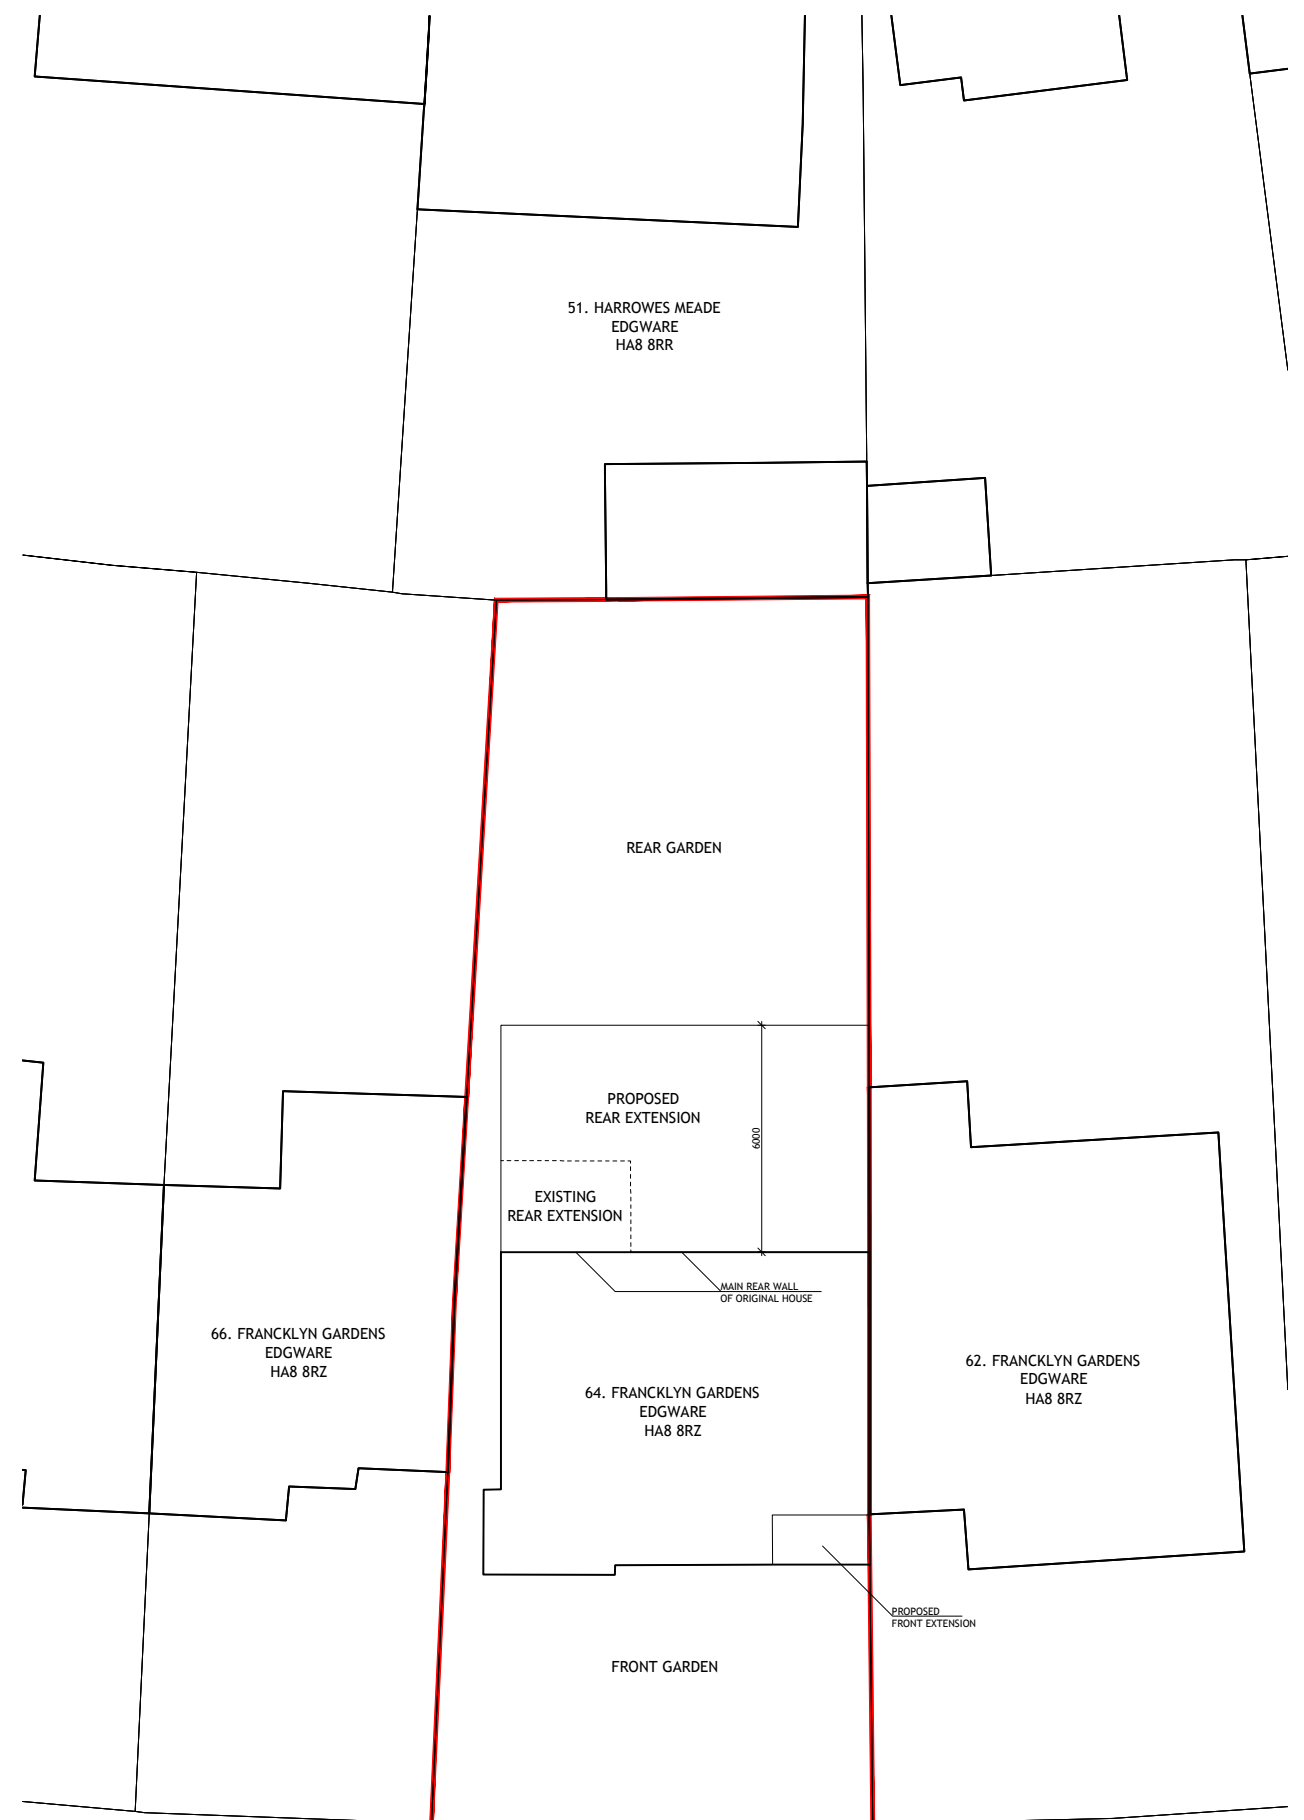 51. HARROWES MEADE
EDGWARE
HA8 8RR
REAR GARDEN
PROPOSED
REAR EXTENSION
6000
EXISTING
REAR EXTENSION
MAIN REAR WALL
OF ORIGINAL HOUSE
66. FRANCKLYN GARDENS
EDGWARE
HA8 8RZ
64. FRANCKLYN GARDENS
EDGWARE
HA8 8RZ
62. FRANCKLYN GARDENS
EDGWARE
HA8 8RZ
PROPOSED
FRONT EXTENSION
FRONT GARDEN